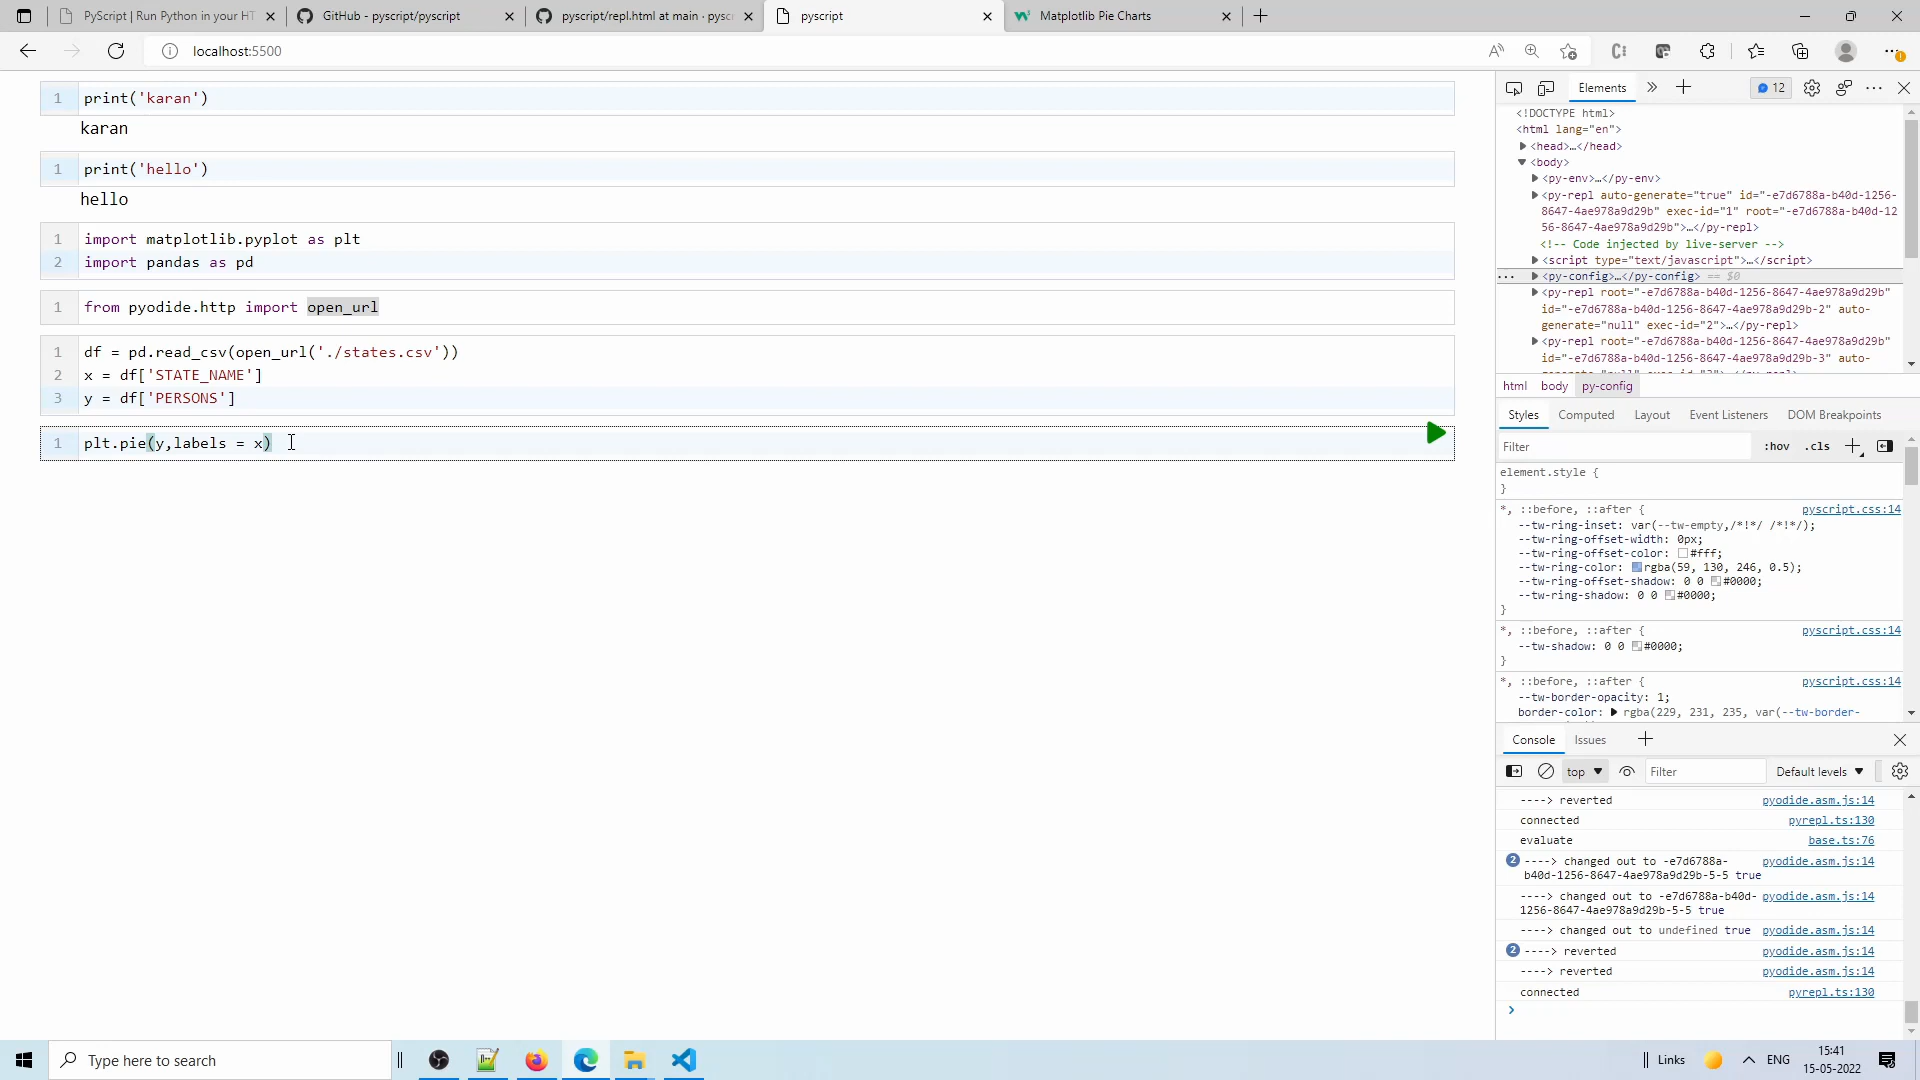 PyScript | Run Python in your HT
GitHub - pyscript/pyscript
pyscript/repl.html at main · pysc
pyscript
Matplotlib Pie Charts
localhost:5500
1 print('karan')
karan
1 print('hello')
hello
1 import matplotlib.pyplot as plt
2 import pandas as pd
1 from pyodide.http import open_url
1 df = pd.read_csv(open_url('./states.csv'))
2 x = df['STATE_NAME']
3 y = df['PERSONS']
1 plt.pie(y,labels = x)
Elements
12
<!DOCTYPE html>
<html lang="en">
<head>…</head>
<body>
<py-env>…</py-env>
<py-repl auto-generate="true" id="-e7d6788a-b40d-1256-
8647-4ae978a9d29b" exec-id="1" root="-e7d6788a-b40d-12
56-8647-4ae978a9d29b">…</py-repl>
<!-- Code injected by live-server -->
<script type="text/javascript">…</script>
<py-config>…</py-config> == $0
<py-repl root="-e7d6788a-b40d-1256-8647-4ae978a9d29b"
id="-e7d6788a-b40d-1256-8647-4ae978a9d29b-2" auto-
generate="null" exec-id="2">…</py-repl>
<py-repl root="-e7d6788a-b40d-1256-8647-4ae978a9d29b"
id="-e7d6788a-b40d-1256-8647-4ae978a9d29b-3" auto-
html body py-config
Styles Computed Layout Event Listeners DOM Breakpoints
Filter :hov .cls
element.style {
}
*, ::before, ::after { pyscript.css:14
--tw-ring-inset: var(--tw-empty,/*!*/ /*!*/);
--tw-ring-offset-width: 0px;
--tw-ring-offset-color: #fff;
--tw-ring-color: rgba(59, 130, 246, 0.5);
--tw-ring-offset-shadow: 0 0 #0000;
--tw-ring-shadow: 0 0 #0000;
}
*, ::before, ::after { pyscript.css:14
--tw-shadow: 0 0 #0000;
}
*, ::before, ::after { pyscript.css:14
--tw-border-opacity: 1;
border-color: rgba(229, 231, 235, var(--tw-border-
Console Issues
top Filter Default levels
----> reverted pyodide.asm.js:14
connected pyrepl.ts:130
evaluate base.ts:76
2 ----> changed out to -e7d6788a- pyodide.asm.js:14
b40d-1256-8647-4ae978a9d29b-5-5 true
----> changed out to -e7d6788a-b40d- pyodide.asm.js:14
1256-8647-4ae978a9d29b-5-5 true
----> changed out to undefined true pyodide.asm.js:14
2 ----> reverted pyodide.asm.js:14
----> reverted pyodide.asm.js:14
connected pyrepl.ts:130
Type here to search
Links
ENG
15:41
15-05-2022